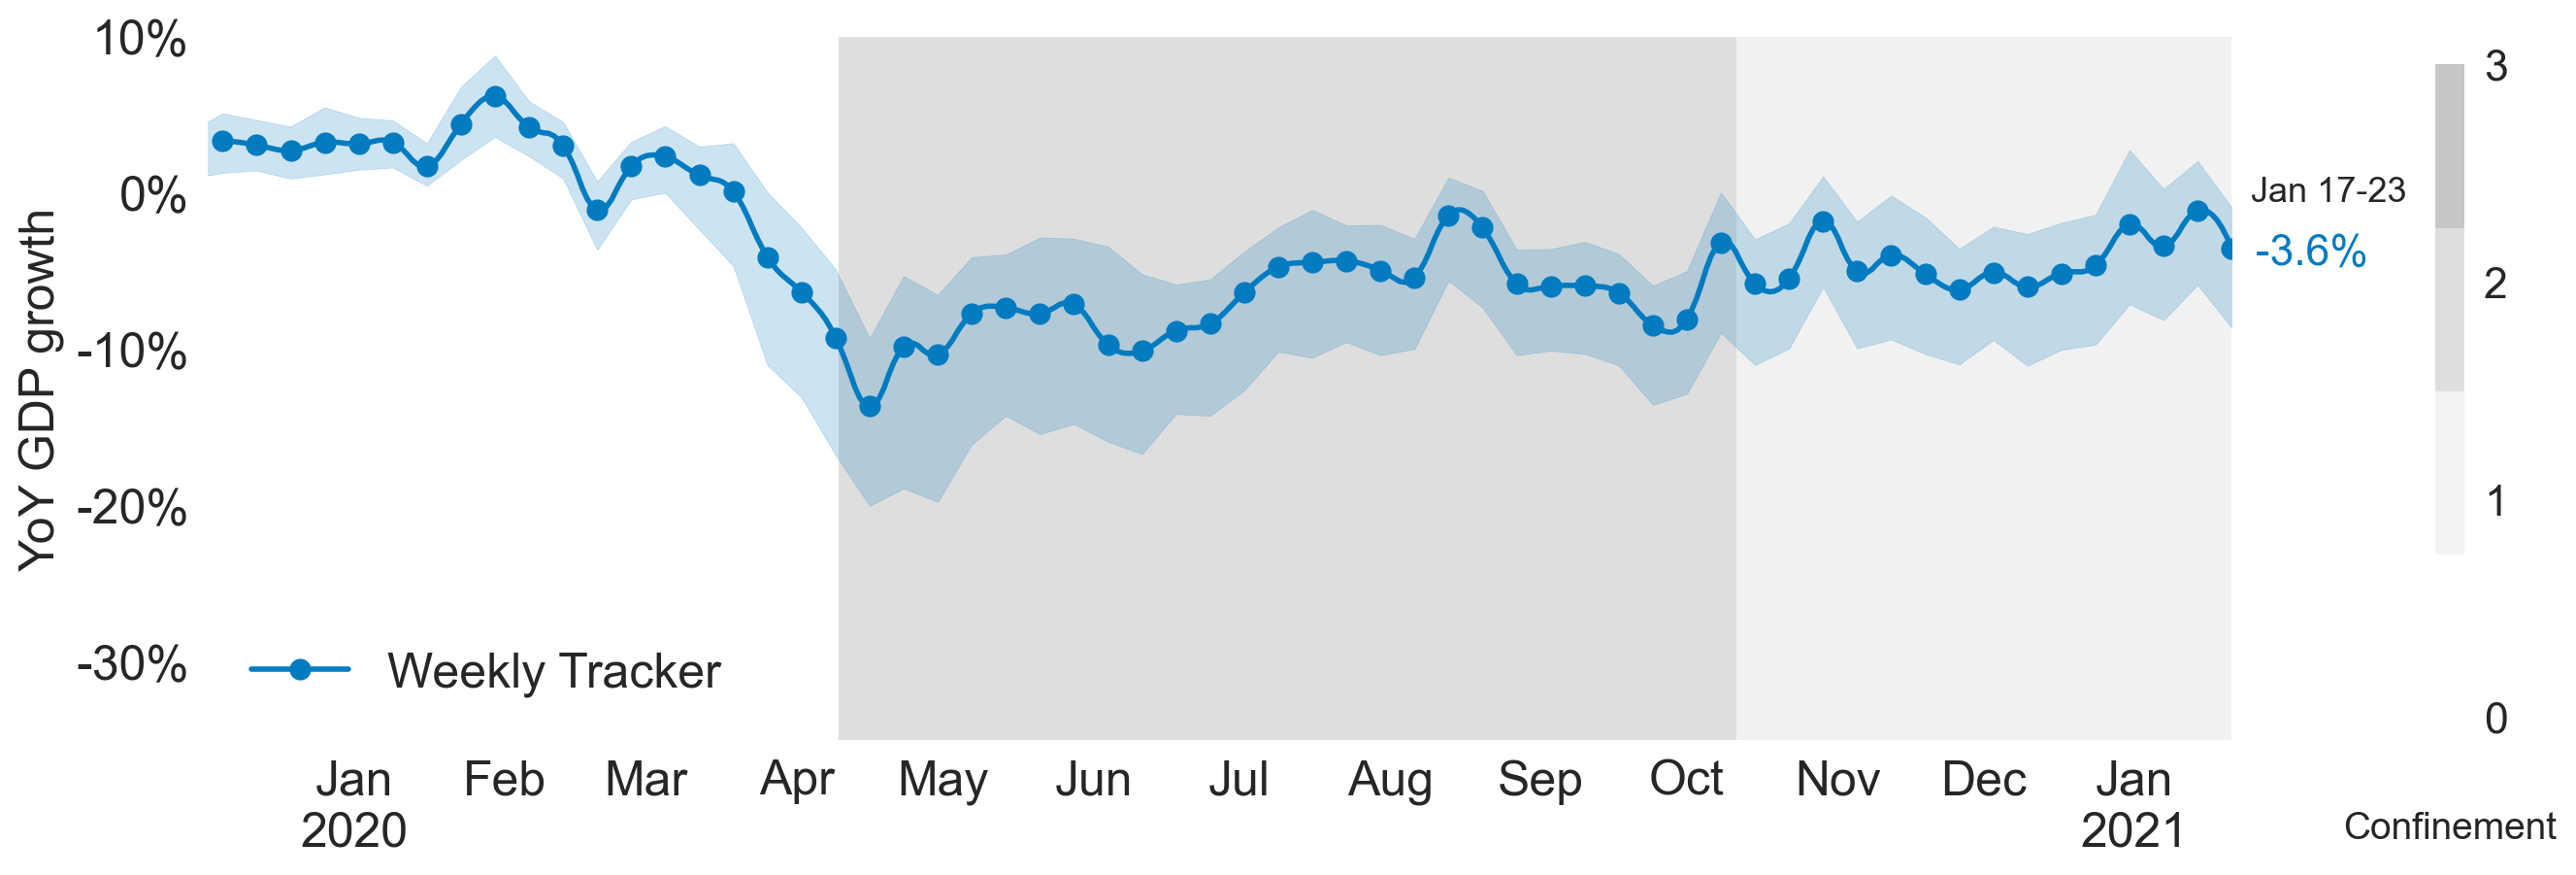 YoY GDP growth
10%
0%
-10%
-20%
-30%
Weekly Tracker
Jan Feb Mar Apr May Jun Jul Aug Sep Oct Nov Dec Jan
2020 2021
Jan 17-23
-3.6%
3
2
1
0
Confinement